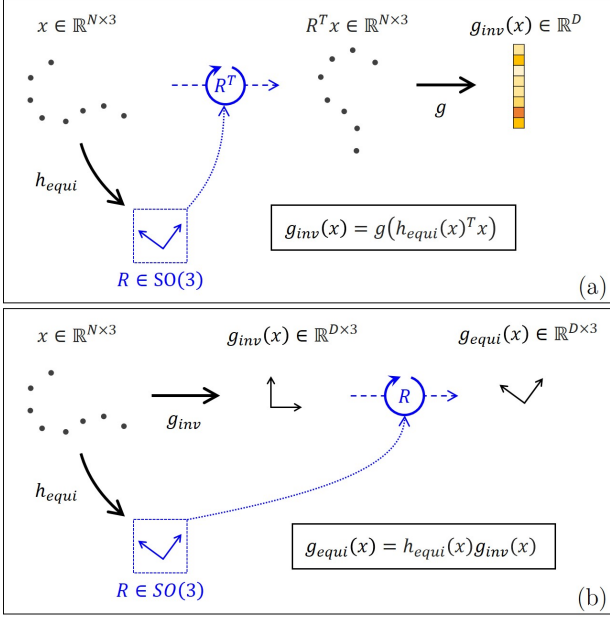 x ∈ ℝ^{N×3}
R^T x ∈ ℝ^{N×3}
g_{inv}(x) ∈ ℝ^D
R^T
g
h_{equi}
g_{inv}(x) = g(h_{equi}(x)^T x)
R ∈ SO(3)
(a)
x ∈ ℝ^{N×3}
g_{inv}(x) ∈ ℝ^{D×3}
g_{equi}(x) ∈ ℝ^{D×3}
R
g_{inv}
h_{equi}
g_{equi}(x) = h_{equi}(x)g_{inv}(x)
R ∈ SO(3)
(b)